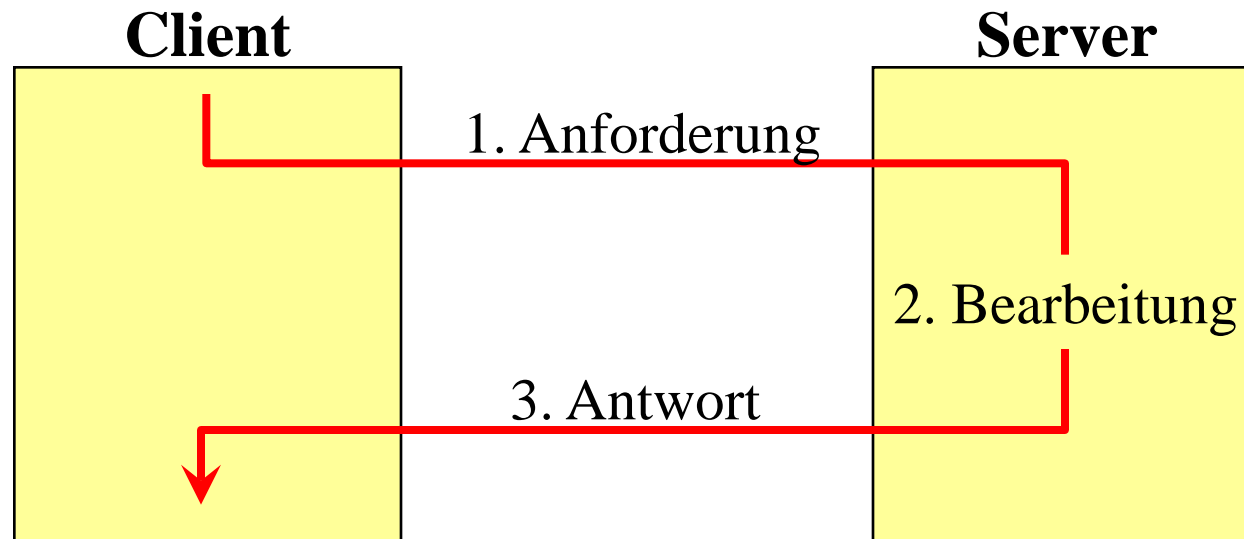 Client
Server
1. Anforderung
2. Bearbeitung
3. Antwort